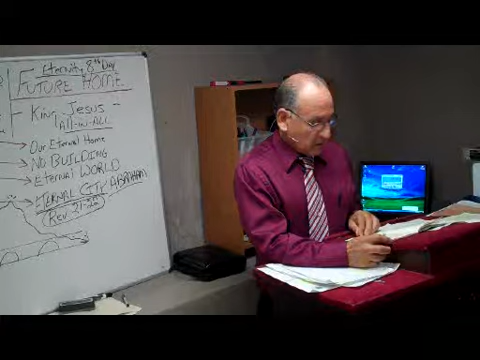 Eternity 8th Day
FUTURE HOME
- King Jesus -
ALL-IN-ALL
Our Eternal Home
NO BUILDING
ETERNAL WORLD
ETERNAL CITY ABRAHAM
(Rev 21-22)